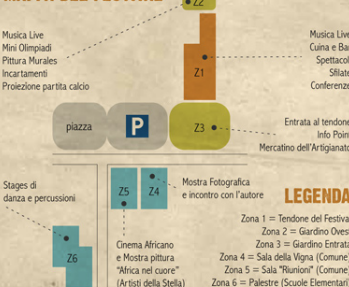 Z2
Musica Live
Mini Olimpiadi
Pittura Murales
Incartamenti
Proiezione partita calcio
Z1
Musica Live
Cucina e Ba
Spettacol
Sfilate
Conferenze
piazza
P
Z3
Entrata al tendone
Info Poin
Mercatino dell'Artigianato
Stages di
danza e percussioni
Z5
Z4
Mostra Fotografica
e incontro con l'autore
Z6
Cinema Africano
e Mostra pittura
"Africa nel cuore"
(Artisti della Stella)
LEGENDA
Zona 1 = Tendone del Festiva
Zona 2 = Giardino Oves
Zona 3 = Giardino Entrat
Zona 4 = Sala della Vigna (Comune
Zona 5 = Sala "Riunioni" (Comune
Zona 6 = Palestre (Scuole Elementari